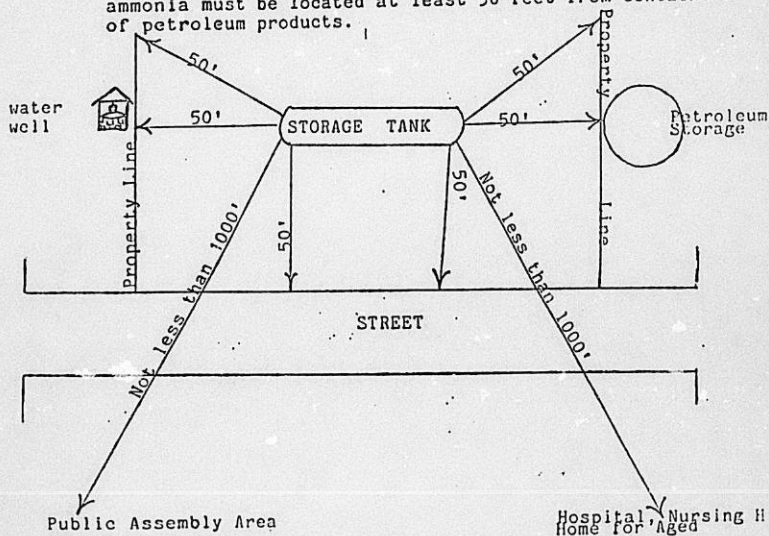 ammonia must be located at least 50 feet from
of petroleum products.
50'
50'
Property
water
well
50'
STORAGE TANK
50'
Petroleum
Storage
Property Line
Not less than 1000'
50'
50'
Not less than 1000'
Line
STREET
Public Assembly Area
Hospital, Nursing H
Home for Aged